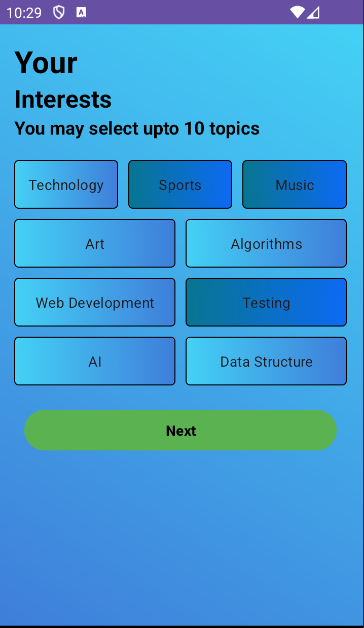 10:29
Your
Interests
You may select upto 10 topics
Technology Sports Music
Art Algorithms
Web Development Testing
AI Data Structure
Next